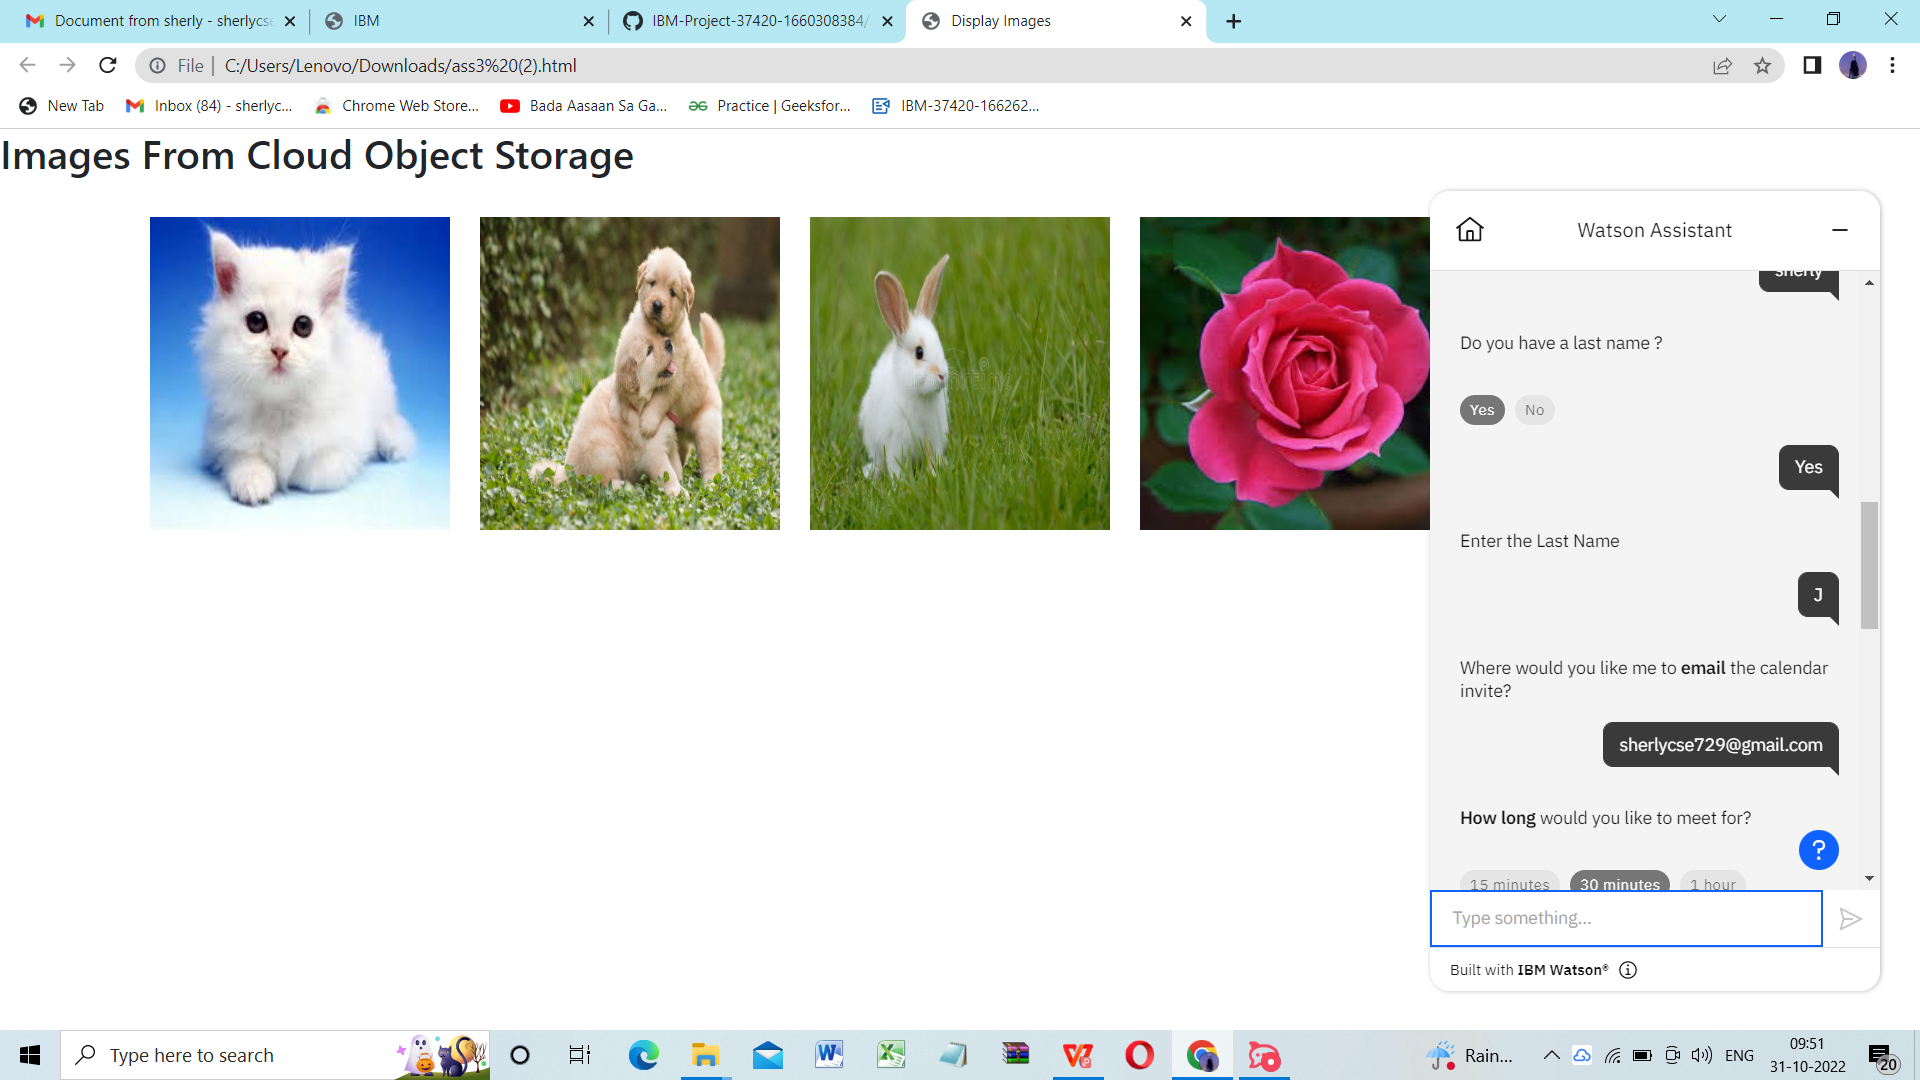 Document from sherly - sherlycse
IBM
IBM-Project-37420-1660308384/
Display Images
File
C:/Users/Lenovo/Downloads/ass3%20(2).html
New Tab
Inbox (84) - sherlyc...
Chrome Web Store...
Bada Aasaan Sa Ga...
Practice | Geeksfor...
IBM-37420-166262...
Images From Cloud Object Storage
Watson Assistant
sherly
Do you have a last name ?
Yes No
Yes
Enter the Last Name
J
Where would you like me to email the calendar
invite?
sherlycse729@gmail.com
How long would you like to meet for?
?
15 minutes 30 minutes 1 hour
Type something...
Built with IBM Watson®
Type here to search
Rain...
ENG
09:51
31-10-2022
20